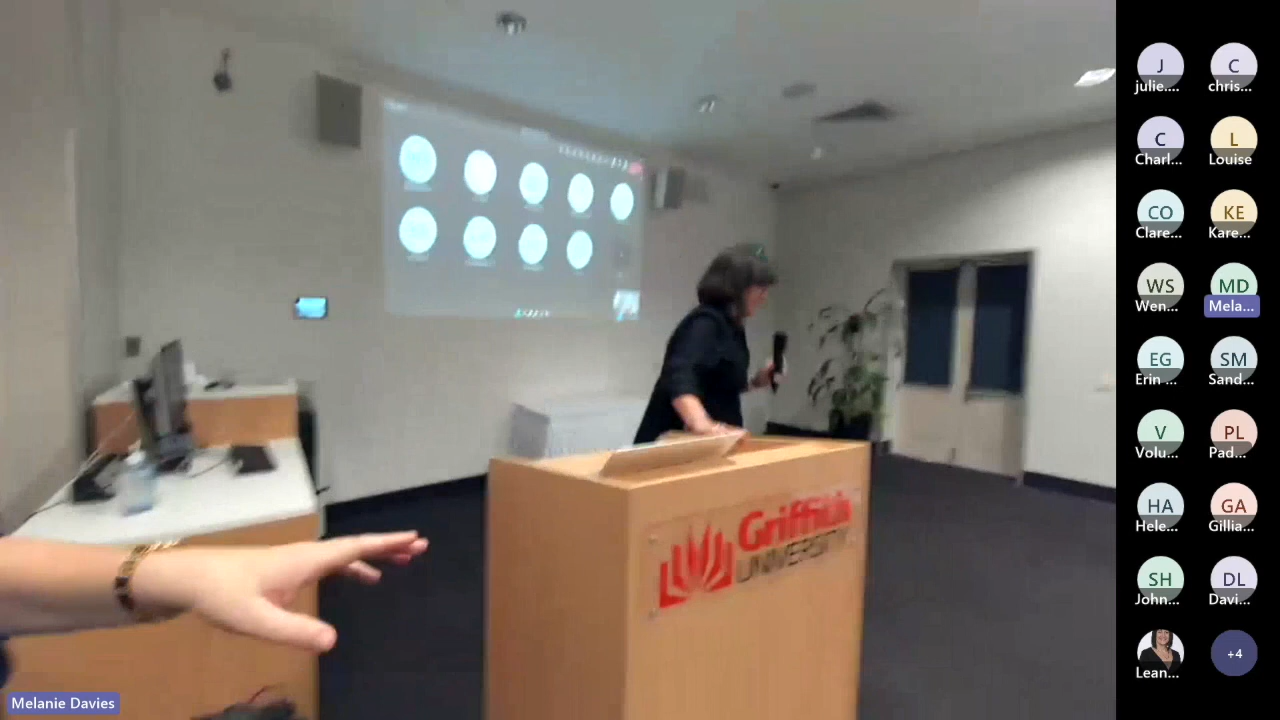 J
julie....
C
chris...
C
Charl...
L
Louise
CO
Clare...
KE
Kare...
WS
Wen...
MD
Mela...
EG
Erin ...
SM
Sand...
V
Volu...
PL
Pad...
HA
Hele...
GA
Gillia...
SH
John...
DL
Davi...
Lean...
+4
Griffith
UNIVERSITY
Melanie Davies